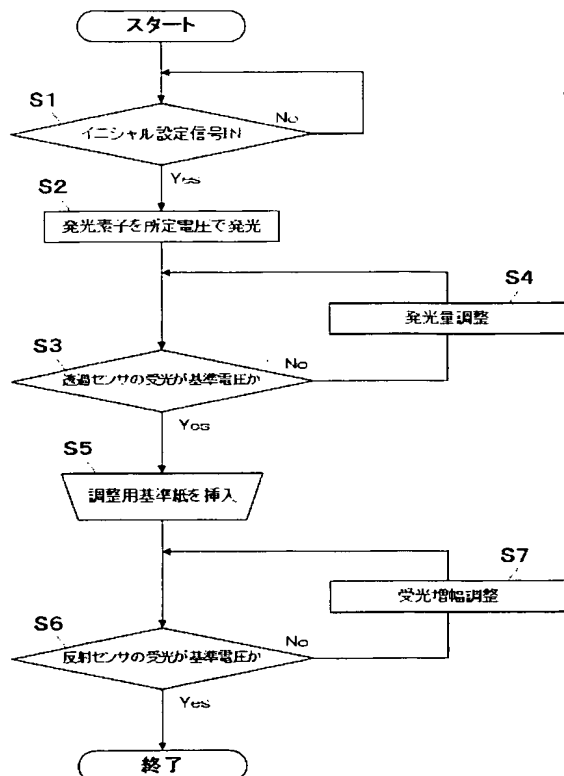 スタート
S1
No
イニシャル設定信号IN
Yes
S2
発光素子を所定電圧で発光
S4
発光量調整
S3
No
透過センサの受光が基準電圧か
Yes
S5
調整用基準紙を挿入
S7
受光増幅調整
S6
No
反射センサの受光が基準電圧か
Yes
終了